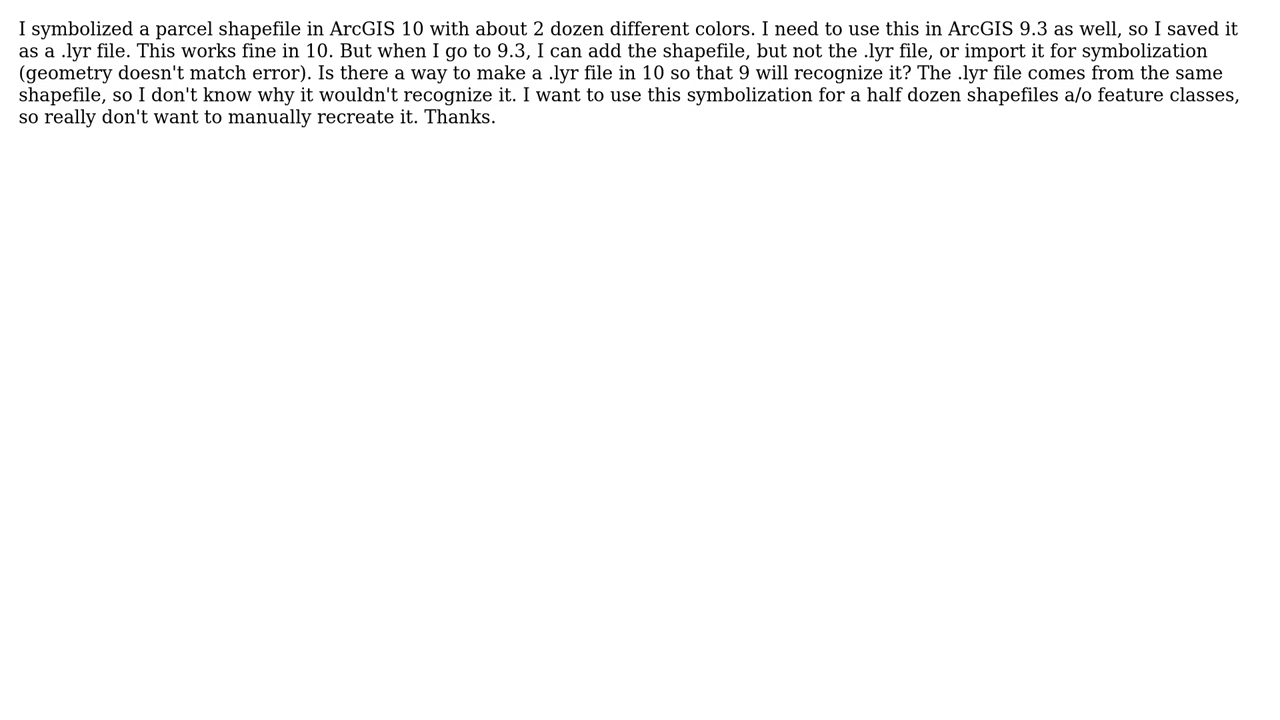 I symbolized a parcel shapefile in ArcGIS 10 with about 2 dozen different colors. I need to use this in ArcGIS 9.3 as well, so I saved it
as a .lyr file. This works fine in 10. But when I go to 9.3, I can add the shapefile, but not the .lyr file, or import it for symbolization
(geometry doesn't match error). Is there a way to make a .lyr file in 10 so that 9 will recognize it? The .lyr file comes from the same
shapefile, so I don't know why it wouldn't recognize it. I want to use this symbolization for a half dozen shapefiles a/o feature classes,
so really don't want to manually recreate it. Thanks.